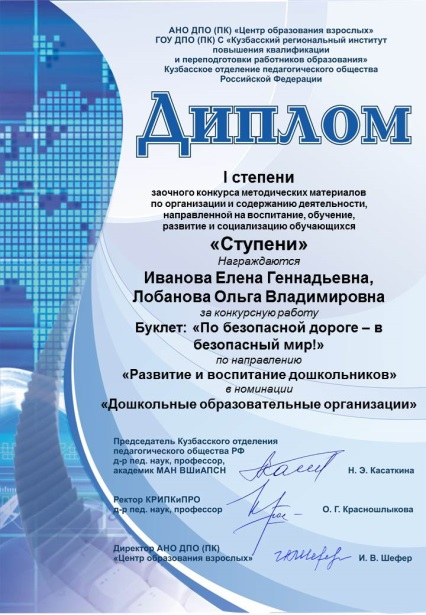 АНО ДПО (ПК) «Центр образования взрослых»
ГОУ ДПО (ПК) С «Кузбасский региональный институт
повышения квалификации
и переподготовки работников образования»
Кузбасское отделение педагогического общества
Российской Федерации
Диплом
I степени
заочного конкурса методических материалов
по организации и содержанию деятельности,
направленной на воспитание, обучение,
развитие и социализацию обучающихся
«Ступени»
Награждаются
Иванова Елена Геннадьевна,
Лобанова Ольга Владимировна
за конкурсную работу
Буклет: «По безопасной дороге – в
безопасный мир!»
по направлению
«Развитие и воспитание дошкольников»
в номинации
«Дошкольные образовательные организации»
Председатель Кузбасского отделения
педагогического общества РФ
д-р пед. наук, профессор,
академик МАН ВШиАПСН
Н. Э. Касаткина
Ректор КРИПКиПРО
д-р пед. наук, профессор
О. Г. Красношлыкова
Директор АНО ДПО (ПК)
«Центр образования взрослых»
И. В. Шефер